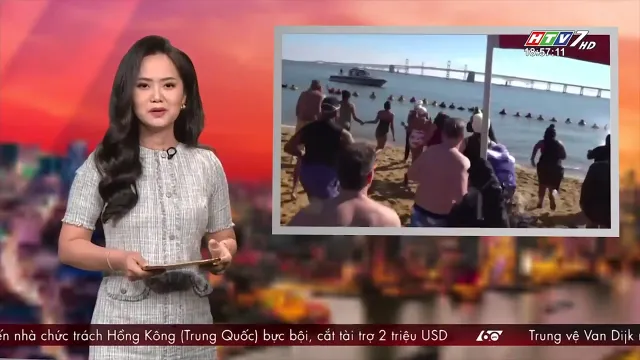 HTV7 HD
18:57:11
ến nhà chức trách Hồng Kông (Trung Quốc) bực bội, cắt tài trợ 2 triệu USD 60 Trung vệ Van Dijk